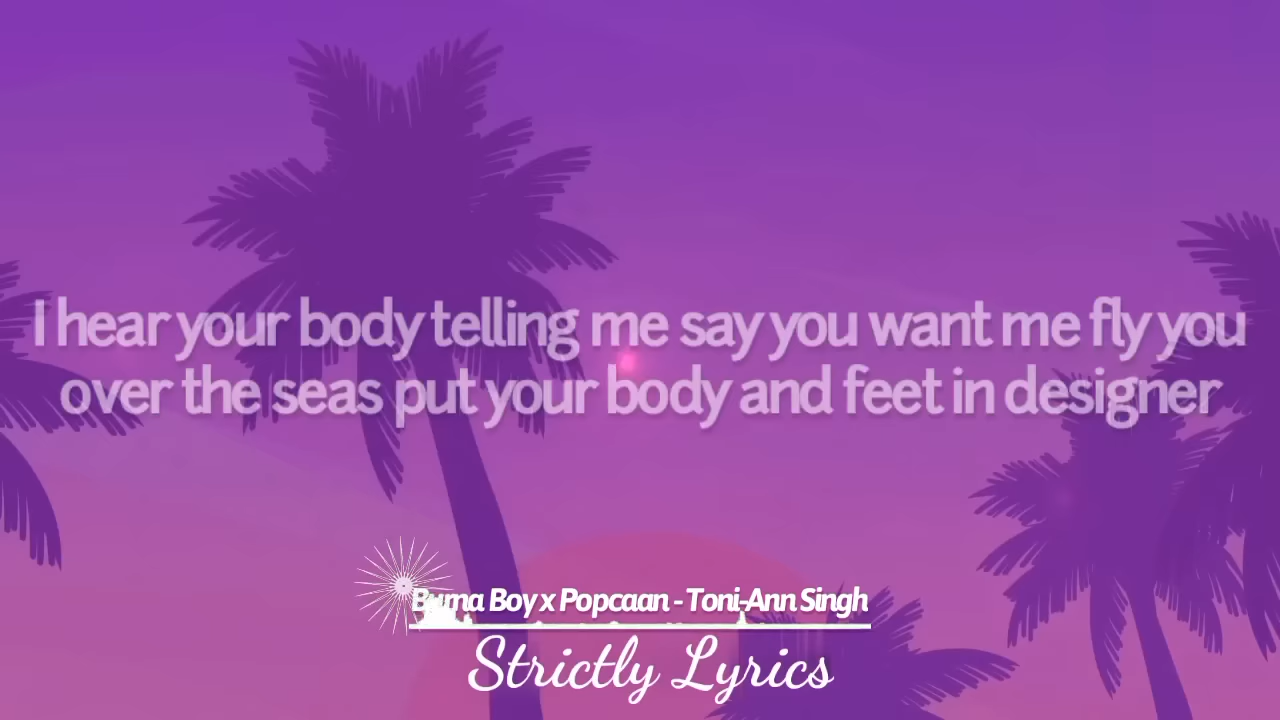 I hear your body telling me say you want me fly you
over the seas put your body and feet in designer
Burna Boy x Popcaan - Toni-Ann Singh
Strictly Lyrics